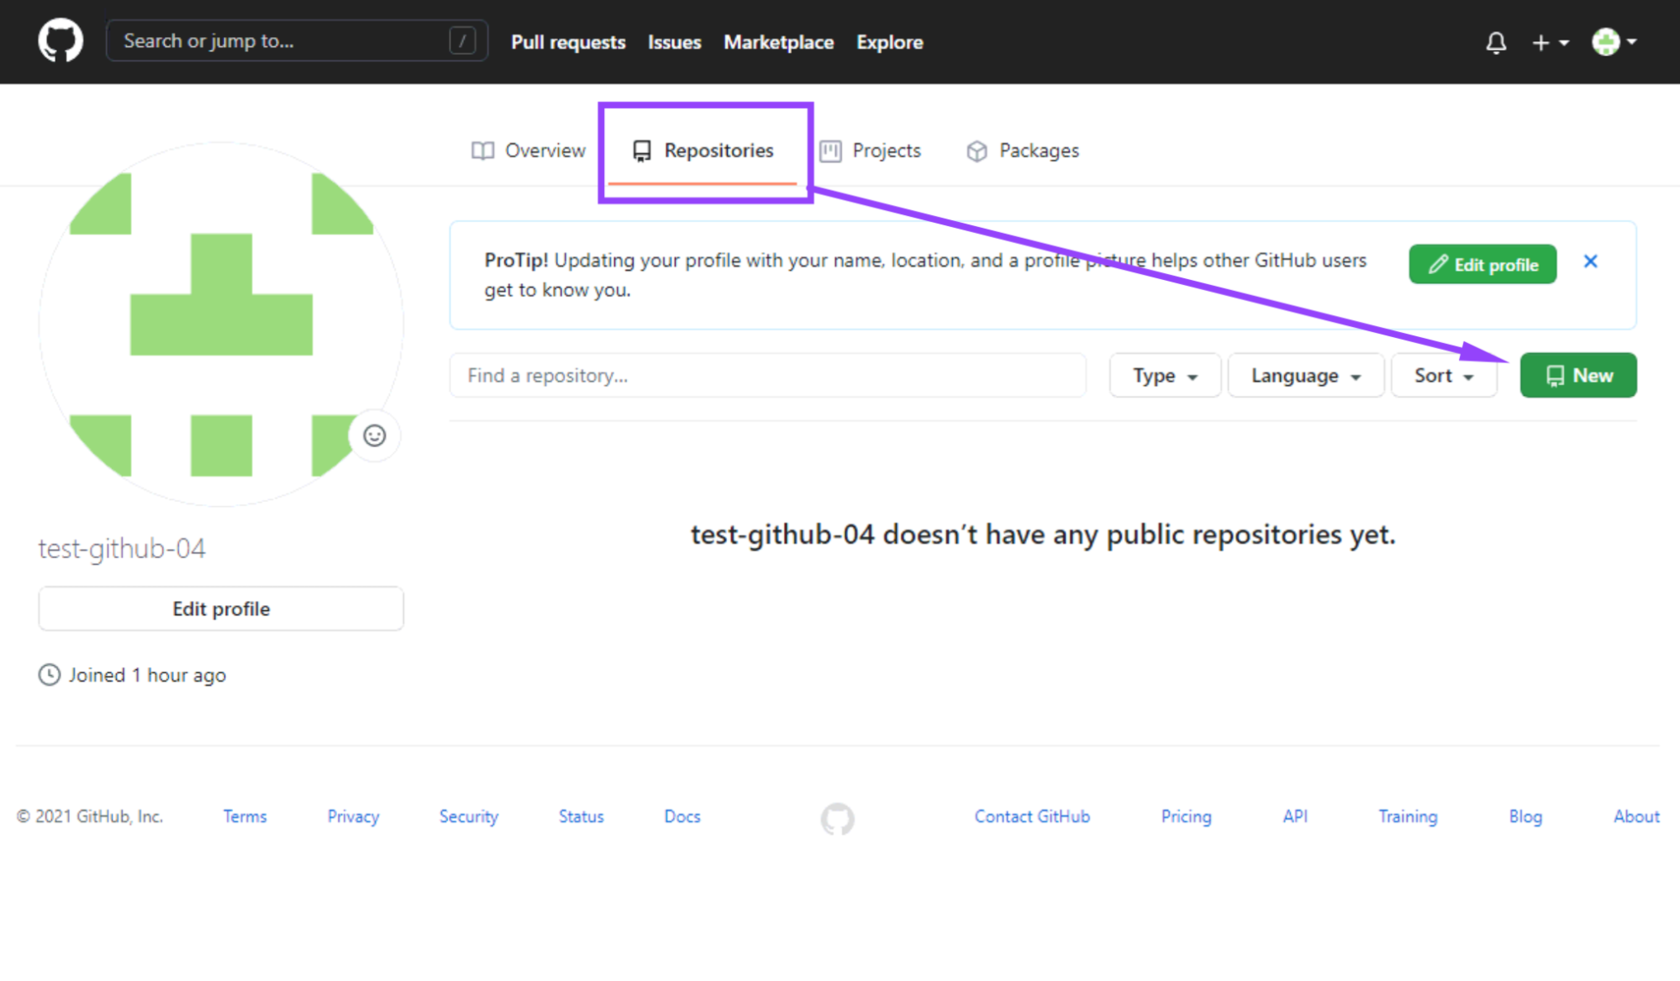 Search or jump to...
/
Pull requests
Issues
Marketplace
Explore
Overview
Repositories
Projects
Packages
ProTip! Updating your profile with your name, location, and a profile picture helps other GitHub users
get to know you.
Edit profile
Find a repository...
Type
Language
Sort
New
test-github-04 doesn’t have any public repositories yet.
test-github-04
Edit profile
Joined 1 hour ago
© 2021 GitHub, Inc.
Terms
Privacy
Security
Status
Docs
Contact GitHub
Pricing
API
Training
Blog
About